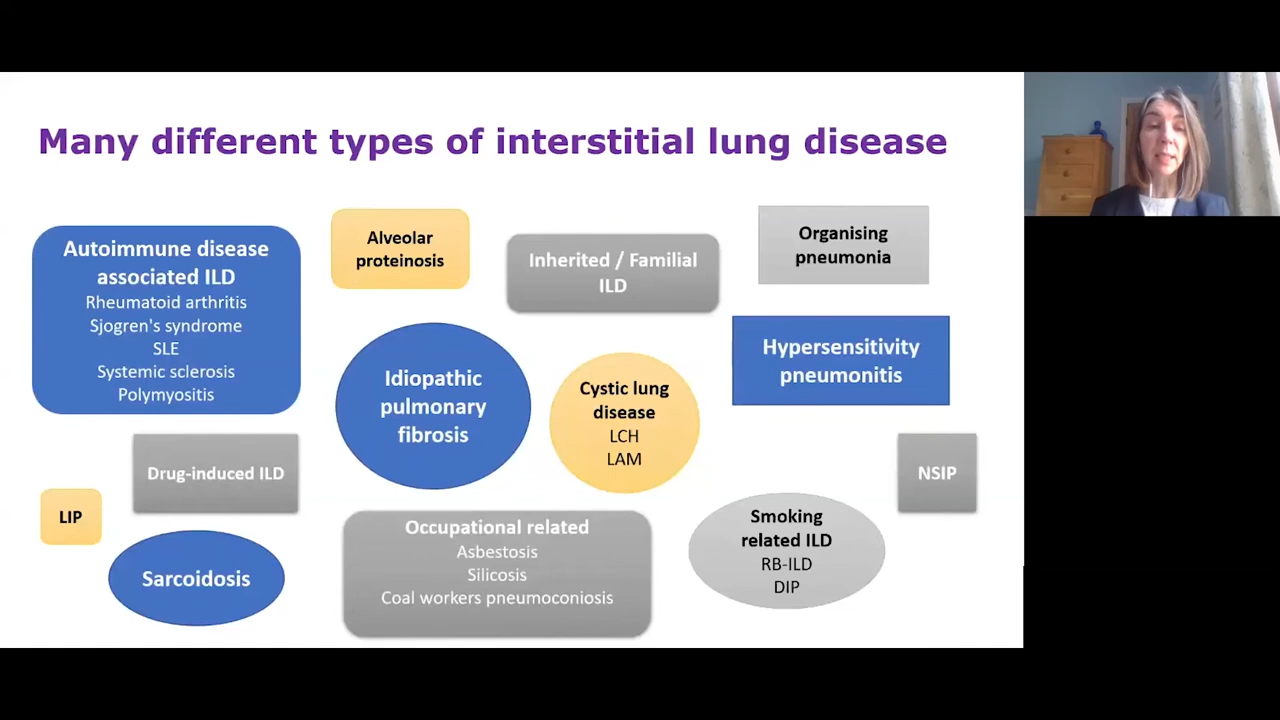 Many different types of interstitial lung disease
Autoimmune disease
associated ILD
Rheumatoid arthritis
Sjogren's syndrome
SLE
Systemic sclerosis
Polymyositis
Alveolar
proteinosis
Inherited / Familial
ILD
Organising
pneumonia
Idiopathic
pulmonary
fibrosis
Cystic lung
disease
LCH
LAM
Hypersensitivity
pneumonitis
Drug-induced ILD
NSIP
LIP
Sarcoidosis
Occupational related
Asbestosis
Silicosis
Coal workers pneumoconiosis
Smoking
related ILD
RB-ILD
DIP